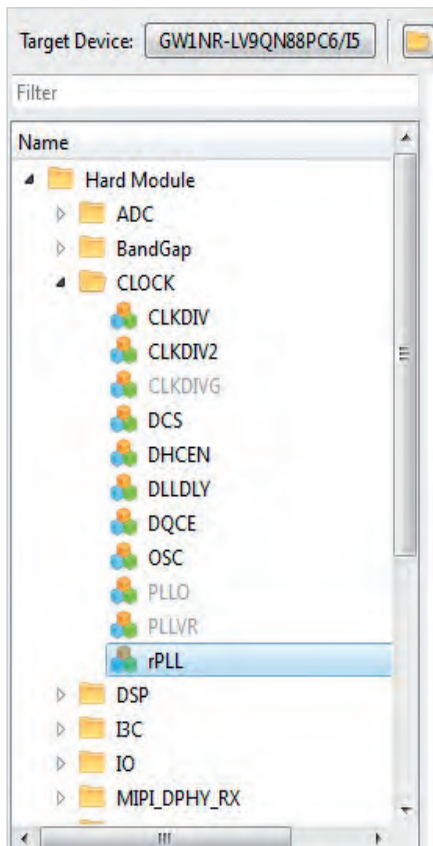 Target Device: GW1NR-LV9QN88PC6/I5
Filter
Name
Hard Module
ADC
BandGap
CLOCK
CLKDIV
CLKDIV2
CLKDIVG
DCS
DHCEN
DLLDLY
DQCE
OSC
PLLO
PLLVR
rPLL
DSP
I3C
IO
MIPI_DPHY_RX